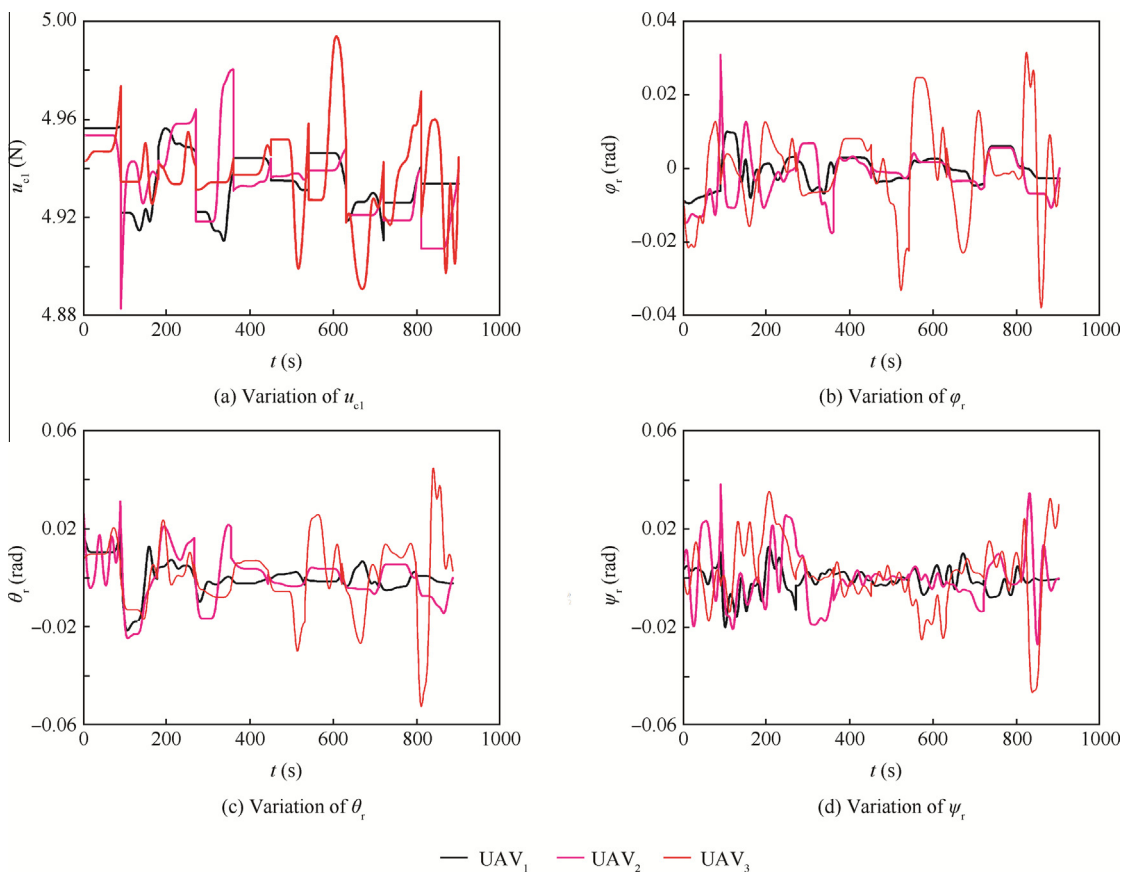 5.00
4.96
4.92
4.88
u_c1 (N)
0 200 400 600 800 1000
t (s)
(a) Variation of u_c1
0.04
0.02
0
−0.02
−0.04
φ_r (rad)
0 200 400 600 800 1000
t (s)
(b) Variation of φ_r
0.06
0.02
−0.02
−0.06
θ_r (rad)
0 200 400 600 800 1000
t (s)
(c) Variation of θ_r
0.06
0.02
−0.02
−0.06
ψ_r (rad)
0 200 400 600 800 1000
t (s)
(d) Variation of ψ_r
UAV₁ UAV₂ UAV₃